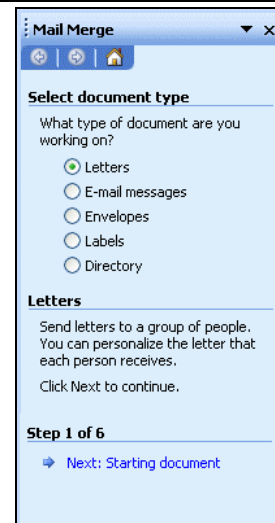 Mail Merge
Select document type
What type of document are you
working on?
Letters
E-mail messages
Envelopes
Labels
Directory
Letters
Send letters to a group of people.
You can personalize the letter that
each person receives.
Click Next to continue.
Step 1 of 6
Next: Starting document